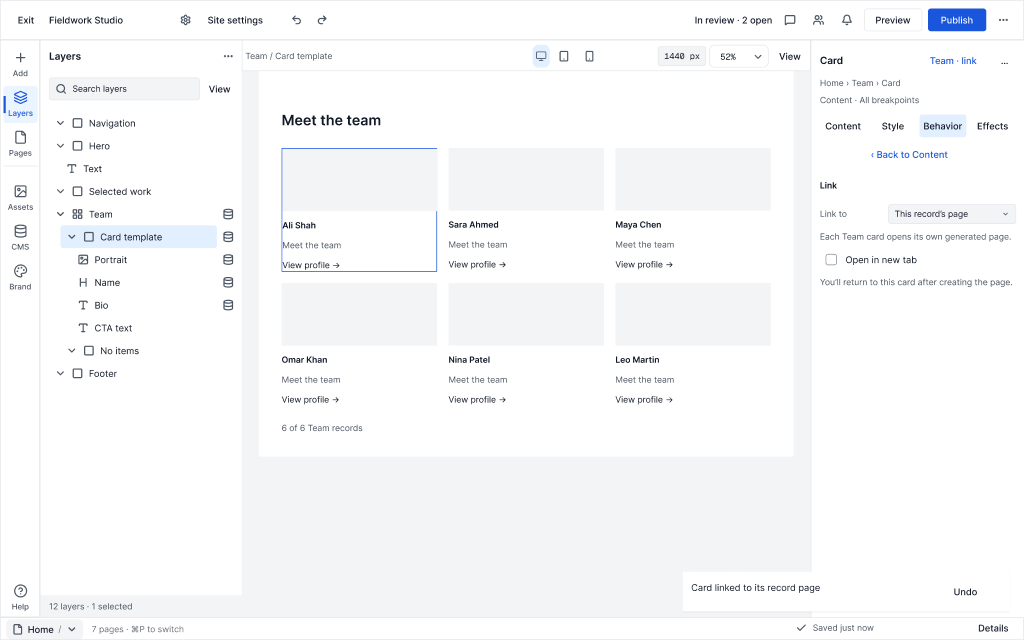 Exit Fieldwork Studio Site settings In review · 2 open Preview Publish
Add
Layers
Pages
Assets
CMS
Brand
Help
Layers
Search layers View
Navigation
Hero
Text
Selected work
Team
Card template
Portrait
Name
Bio
CTA text
No items
Footer
12 layers · 1 selected
Team / Card template 1440 px 52% View
Meet the team
Ali Shah Sara Ahmed Maya Chen
Meet the team Meet the team Meet the team
View profile → View profile → View profile →
Omar Khan Nina Patel Leo Martin
Meet the team Meet the team Meet the team
View profile → View profile → View profile →
6 of 6 Team records
Card Team · link ...
Home › Team › Card
Content · All breakpoints
Content Style Behavior Effects
‹ Back to Content
Link
Link to This record's page
Each Team card opens its own generated page.
Open in new tab
You'll return to this card after creating the page.
Card linked to its record page Undo
Home / 7 pages · ⌘P to switch Saved just now Details